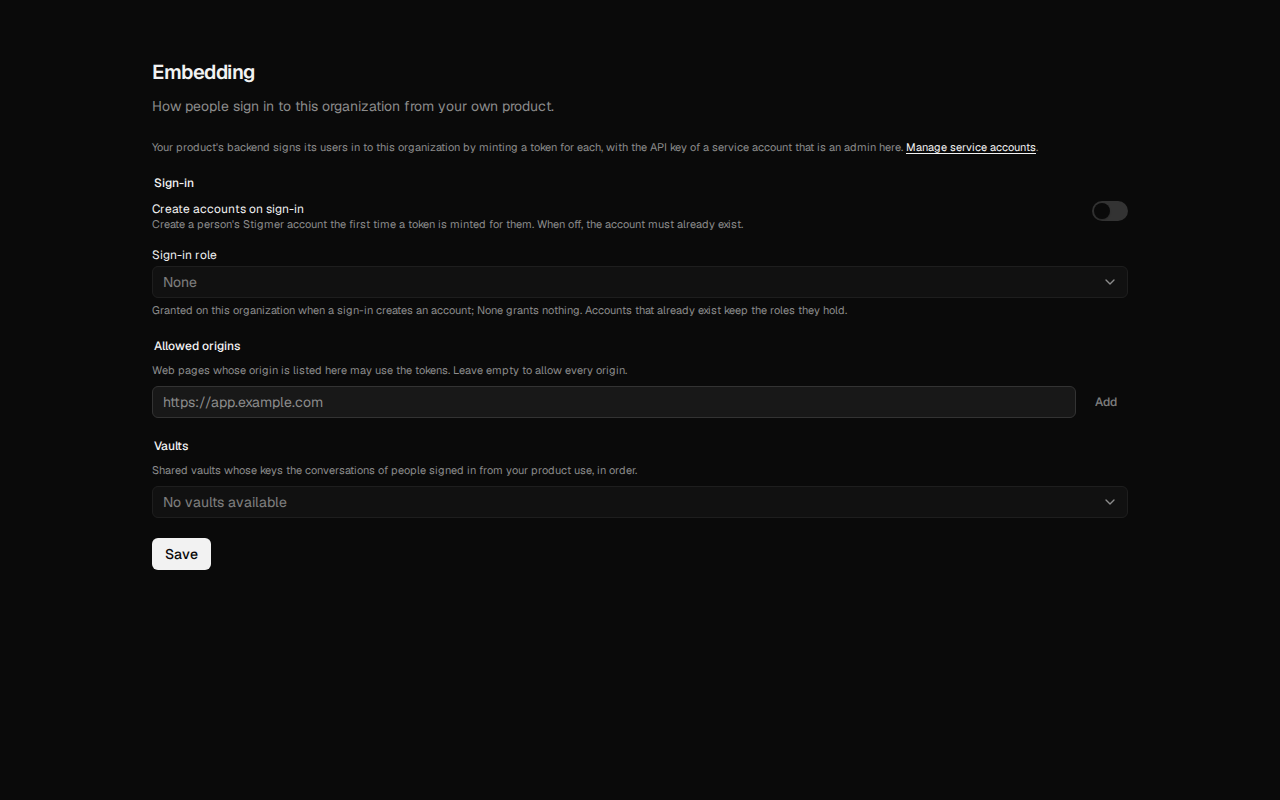 Embedding
How people sign in to this organization from your own product.
Your product's backend signs its users in to this organization by minting a token for each, with the API key of a service account that is an admin here. Manage service accounts.
Sign-in
Create accounts on sign-in
Create a person's Stigmer account the first time a token is minted for them. When off, the account must already exist.
Sign-in role
None
Granted on this organization when a sign-in creates an account; None grants nothing. Accounts that already exist keep the roles they hold.
Allowed origins
Web pages whose origin is listed here may use the tokens. Leave empty to allow every origin.
https://app.example.com
Add
Vaults
Shared vaults whose keys the conversations of people signed in from your product use, in order.
No vaults available
Save